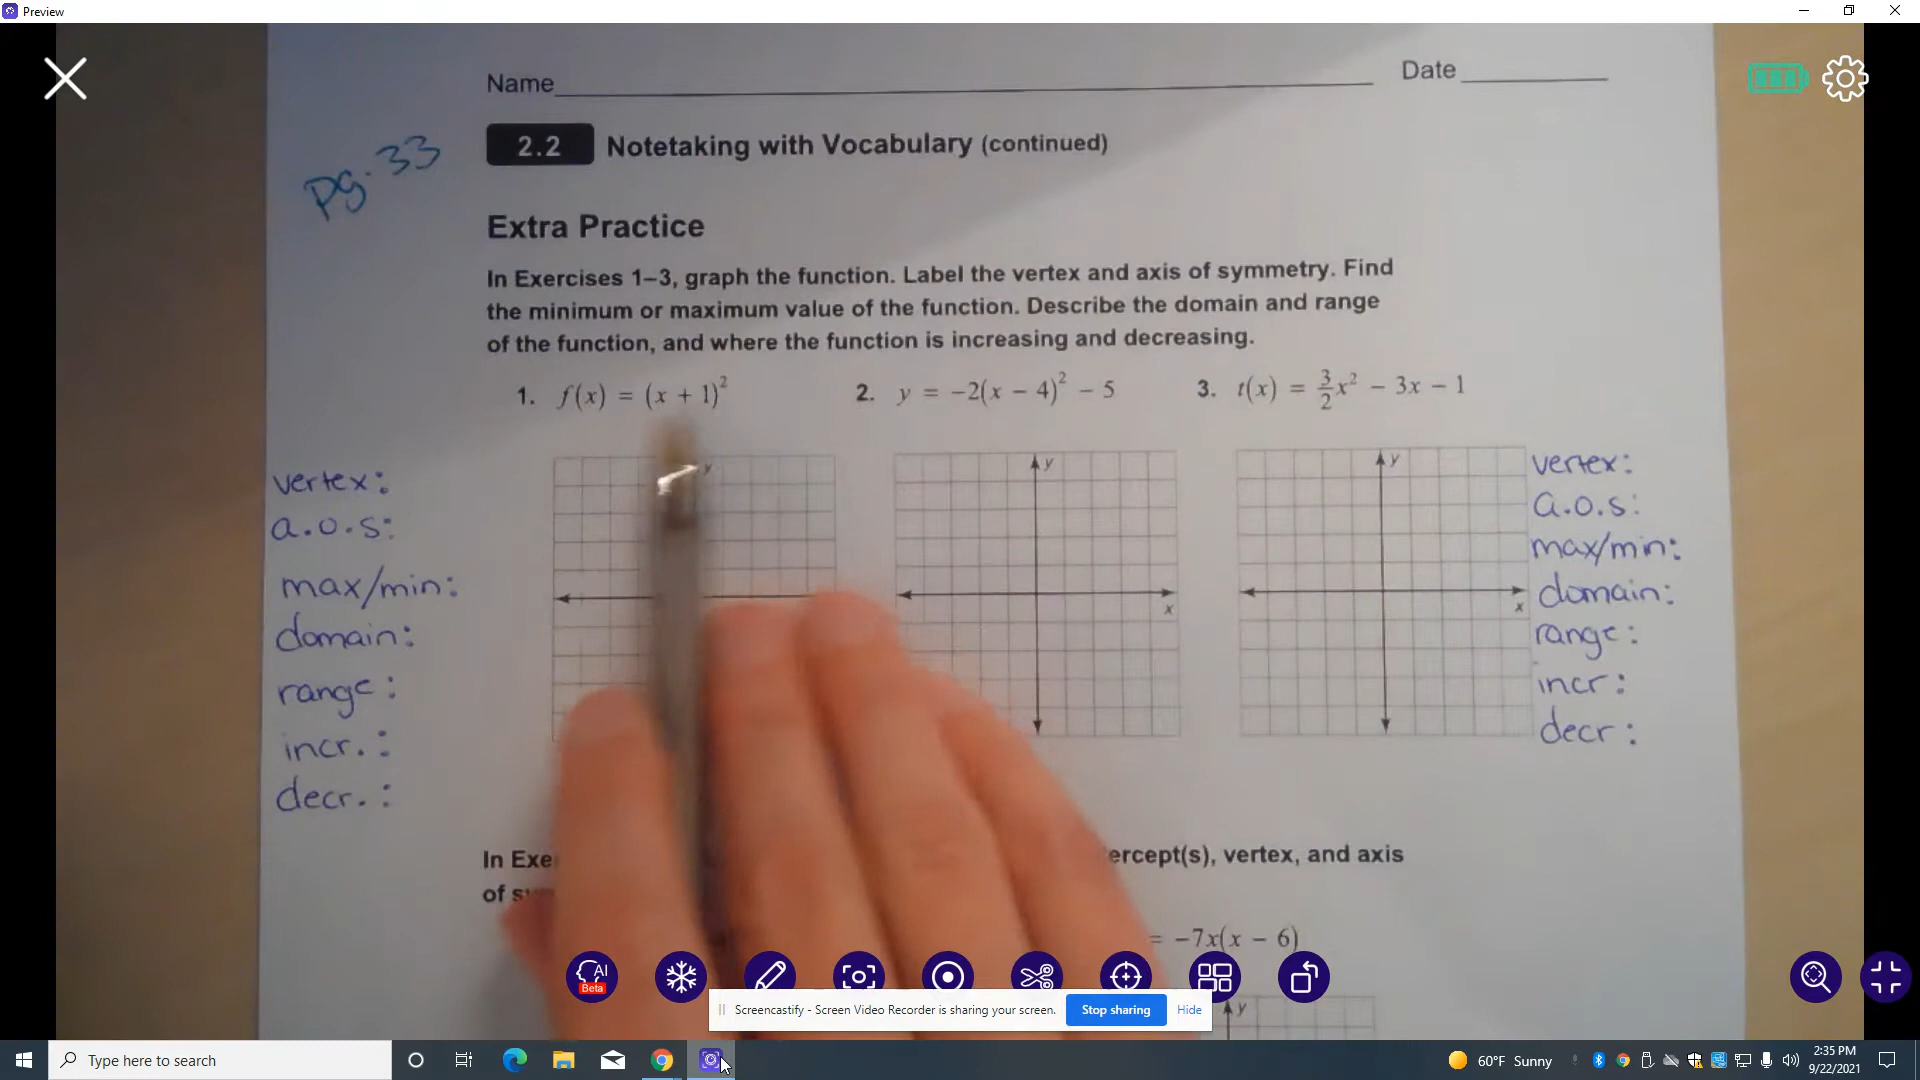 Preview
Name Date
pg. 33
2.2 Notetaking with Vocabulary (continued)
Extra Practice
In Exercises 1–3, graph the function. Label the vertex and axis of symmetry. Find
the minimum or maximum value of the function. Describe the domain and range
of the function, and where the function is increasing and decreasing.
1. f(x) = (x + 1)² 2. y = −2(x − 4)² − 5 3. t(x) = 3/2x² − 3x − 1
vertex:
a.o.s:
max/min:
domain:
range:
incr. :
decr. :
y
y
x
y
x
vertex:
a.o.s:
max/min:
domain:
range:
incr:
decr:
In Exe ercept(s), vertex, and axis
of
= −7x(x − 6)
y
AI
Beta
Screencastify - Screen Video Recorder is sharing your screen. Stop sharing Hide
Type here to search
60°F Sunny
2:35 PM
9/22/2021